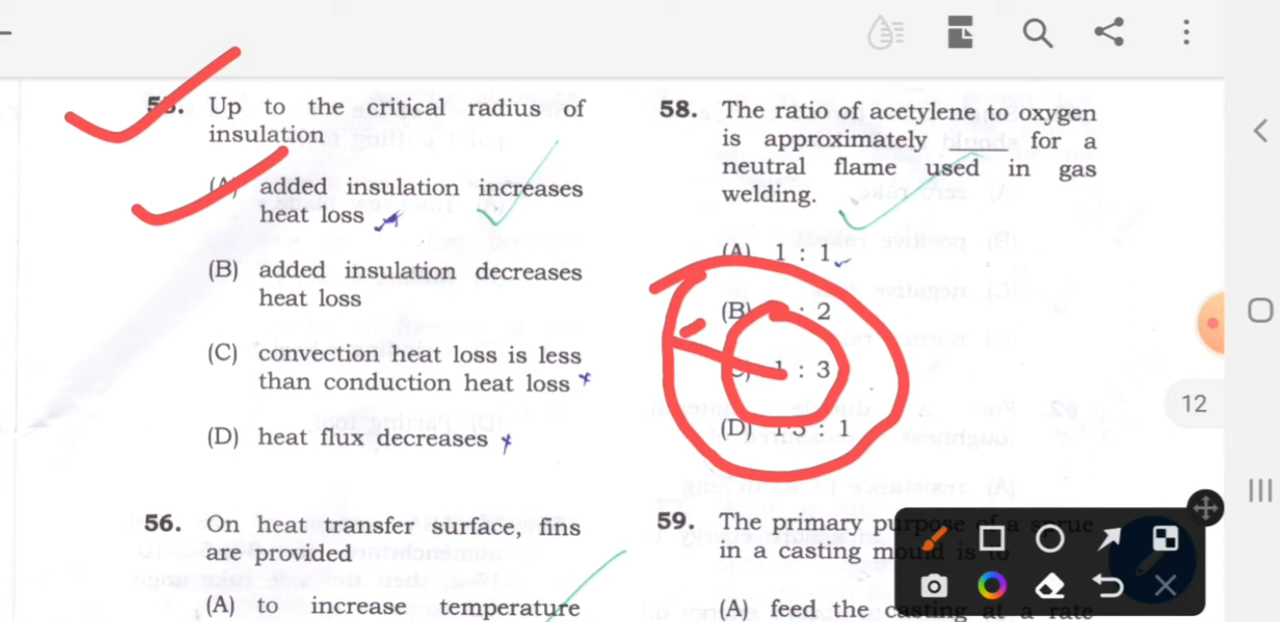 55. Up to the critical radius of
insulation
(A) added insulation increases
heat loss
(B) added insulation decreases
heat loss
(C) convection heat loss is less
than conduction heat loss
(D) heat flux decreases
56. On heat transfer surface, fins
are provided
(A) to increase temperature
58. The ratio of acetylene to oxygen
is approximately ____ for a
neutral flame used in gas
welding.
(A) 1 : 1
(B) : 2
(C) 1 : 3
(D) 1·5 : 1
59. The primary purpose of a sprue
in a casting mould is to
(A) feed the casting at a rate
12